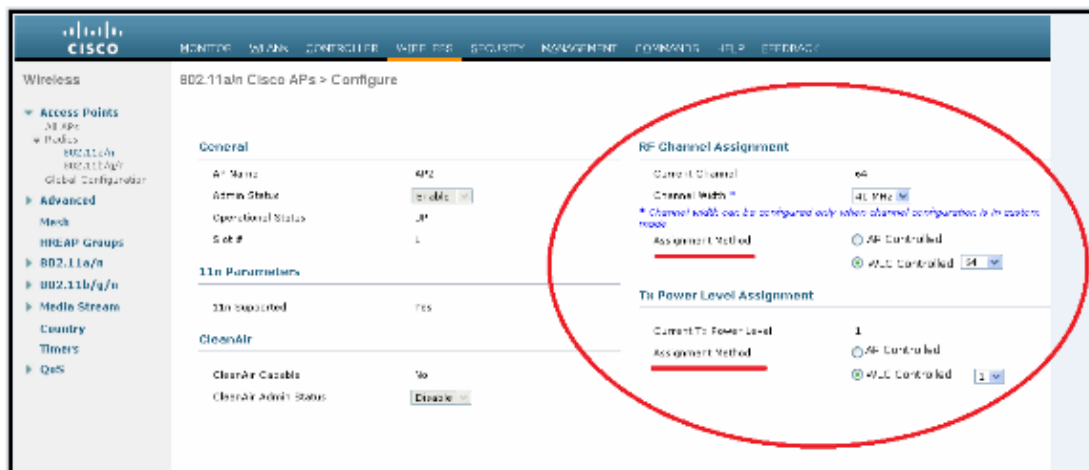 CISCO
MONITOR WLANs CONTROLLER WIRELESS SECURITY MANAGEMENT COMMANDS HELP FEEDBACK
Wireless
Access Points
All APs
Radios
802.11a/n
802.11b/g/n
Global Configuration
Advanced
Mesh
HREAP Groups
802.11a/n
802.11b/g/n
Media Stream
Country
Timers
QoS
802.11a/n Cisco APs > Configure
General
AP Name AP2
Admin Status Enable
Operational Status UP
Slot # 1
11n Parameters
11n Supported Yes
CleanAir
CleanAir Capable No
CleanAir Admin Status Disable
RF Channel Assignment
Current Channel 64
Channel Width * 40 MHz
* Channel width can be configured only when channel configuration is in custom
mode
Assignment Method AP Controlled
WLC Controlled 64
Tx Power Level Assignment
Current Tx Power Level 1
Assignment Method AP Controlled
WLC Controlled 1